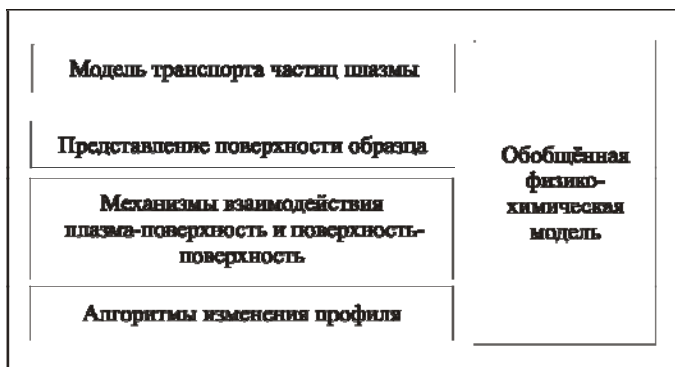 Модель транспорта частиц плазмы
Представление поверхности образца
Механизмы взаимодействия
плазма-поверхность и поверхность-
поверхность
Алгоритмы изменения профиля
Обобщённая
физико-
химическая
модель